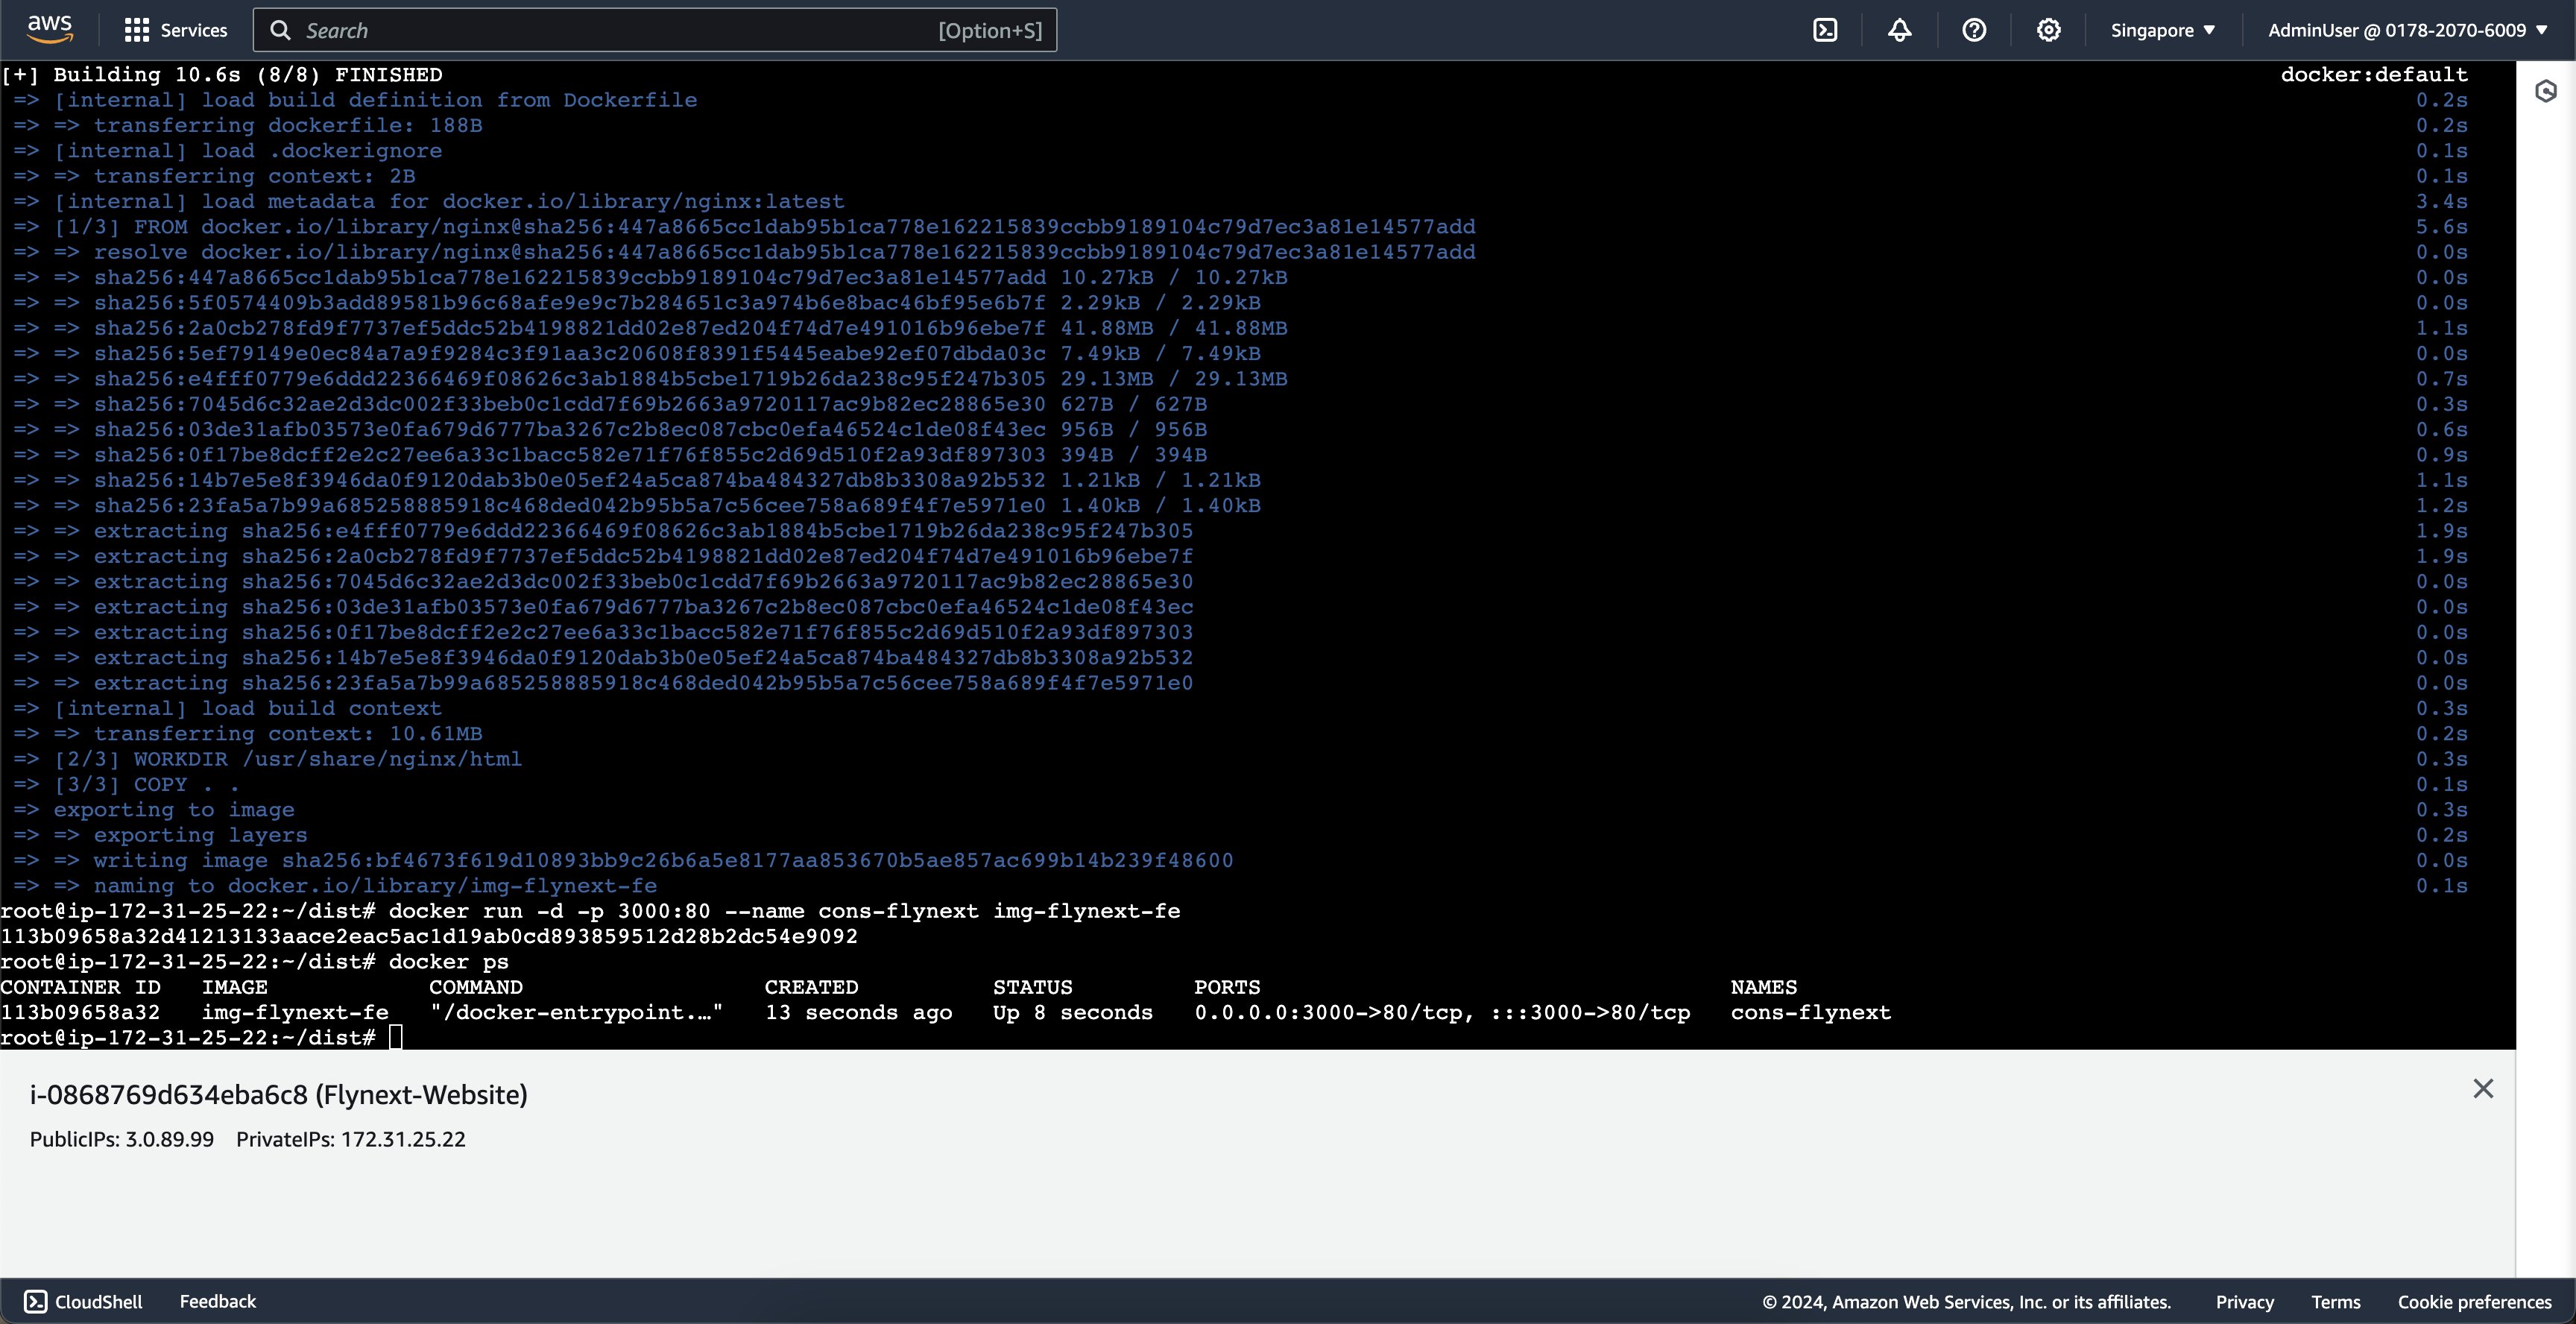 aws Services Search [Option+S] Singapore AdminUser @ 0178-2070-6009
[+] Building 10.6s (8/8) FINISHED docker:default
=> [internal] load build definition from Dockerfile 0.2s
=> => transferring dockerfile: 188B 0.2s
=> [internal] load .dockerignore 0.1s
=> => transferring context: 2B 0.1s
=> [internal] load metadata for docker.io/library/nginx:latest 3.4s
=> [1/3] FROM docker.io/library/nginx@sha256:447a8665cc1dab95b1ca778e162215839ccbb9189104c79d7ec3a81e14577add 5.6s
=> => resolve docker.io/library/nginx@sha256:447a8665cc1dab95b1ca778e162215839ccbb9189104c79d7ec3a81e14577add 0.0s
=> => sha256:447a8665cc1dab95b1ca778e162215839ccbb9189104c79d7ec3a81e14577add 10.27kB / 10.27kB 0.0s
=> => sha256:5f0574409b3add89581b96c68afe9e9c7b284651c3a974b6e8bac46bf95e6b7f 2.29kB / 2.29kB 0.0s
=> => sha256:2a0cb278fd9f7737ef5ddc52b4198821dd02e87ed204f74d7e491016b96ebe7f 41.88MB / 41.88MB 1.1s
=> => sha256:5ef79149e0ec84a7a9f9284c3f91aa3c20608f8391f5445eabe92ef07dbda03c 7.49kB / 7.49kB 0.0s
=> => sha256:e4fff0779e6ddd22366469f08626c3ab1884b5cbe1719b26da238c95f247b305 29.13MB / 29.13MB 0.7s
=> => sha256:7045d6c32ae2d3dc002f33beb0c1cdd7f69b2663a9720117ac9b82ec28865e30 627B / 627B 0.3s
=> => sha256:03de31afb03573e0fa679d6777ba3267c2b8ec087cbc0efa46524c1de08f43ec 956B / 956B 0.6s
=> => sha256:0f17be8dcff2e2c27ee6a33c1bacc582e71f76f855c2d69d510f2a93df897303 394B / 394B 0.9s
=> => sha256:14b7e5e8f3946da0f9120dab3b0e05ef24a5ca874ba484327db8b3308a92b532 1.21kB / 1.21kB 1.1s
=> => sha256:23fa5a7b99a685258885918c468ded042b95b5a7c56cee758a689f4f7e5971e0 1.40kB / 1.40kB 1.2s
=> => extracting sha256:e4fff0779e6ddd22366469f08626c3ab1884b5cbe1719b26da238c95f247b305 1.9s
=> => extracting sha256:2a0cb278fd9f7737ef5ddc52b4198821dd02e87ed204f74d7e491016b96ebe7f 1.9s
=> => extracting sha256:7045d6c32ae2d3dc002f33beb0c1cdd7f69b2663a9720117ac9b82ec28865e30 0.0s
=> => extracting sha256:03de31afb03573e0fa679d6777ba3267c2b8ec087cbc0efa46524c1de08f43ec 0.0s
=> => extracting sha256:0f17be8dcff2e2c27ee6a33c1bacc582e71f76f855c2d69d510f2a93df897303 0.0s
=> => extracting sha256:14b7e5e8f3946da0f9120dab3b0e05ef24a5ca874ba484327db8b3308a92b532 0.0s
=> => extracting sha256:23fa5a7b99a685258885918c468ded042b95b5a7c56cee758a689f4f7e5971e0 0.0s
=> [internal] load build context 0.3s
=> => transferring context: 10.61MB 0.2s
=> [2/3] WORKDIR /usr/share/nginx/html 0.3s
=> [3/3] COPY . . 0.1s
=> exporting to image 0.3s
=> => exporting layers 0.2s
=> => writing image sha256:bf4673f619d10893bb9c26b6a5e8177aa853670b5ae857ac699b14b239f48600 0.0s
=> => naming to docker.io/library/img-flynext-fe 0.1s
root@ip-172-31-25-22:~/dist# docker run -d -p 3000:80 --name cons-flynext img-flynext-fe
113b09658a32d41213133aace2eac5ac1d19ab0cd893859512d28b2dc54e9092
root@ip-172-31-25-22:~/dist# docker ps
CONTAINER ID IMAGE COMMAND CREATED STATUS PORTS NAMES
113b09658a32 img-flynext-fe "/docker-entrypoint.…" 13 seconds ago Up 8 seconds 0.0.0.0:3000->80/tcp, :::3000->80/tcp cons-flynext
root@ip-172-31-25-22:~/dist#
i-0868769d634eba6c8 (Flynext-Website)
PublicIPs: 3.0.89.99 PrivateIPs: 172.31.25.22
CloudShell Feedback © 2024, Amazon Web Services, Inc. or its affiliates. Privacy Terms Cookie preferences